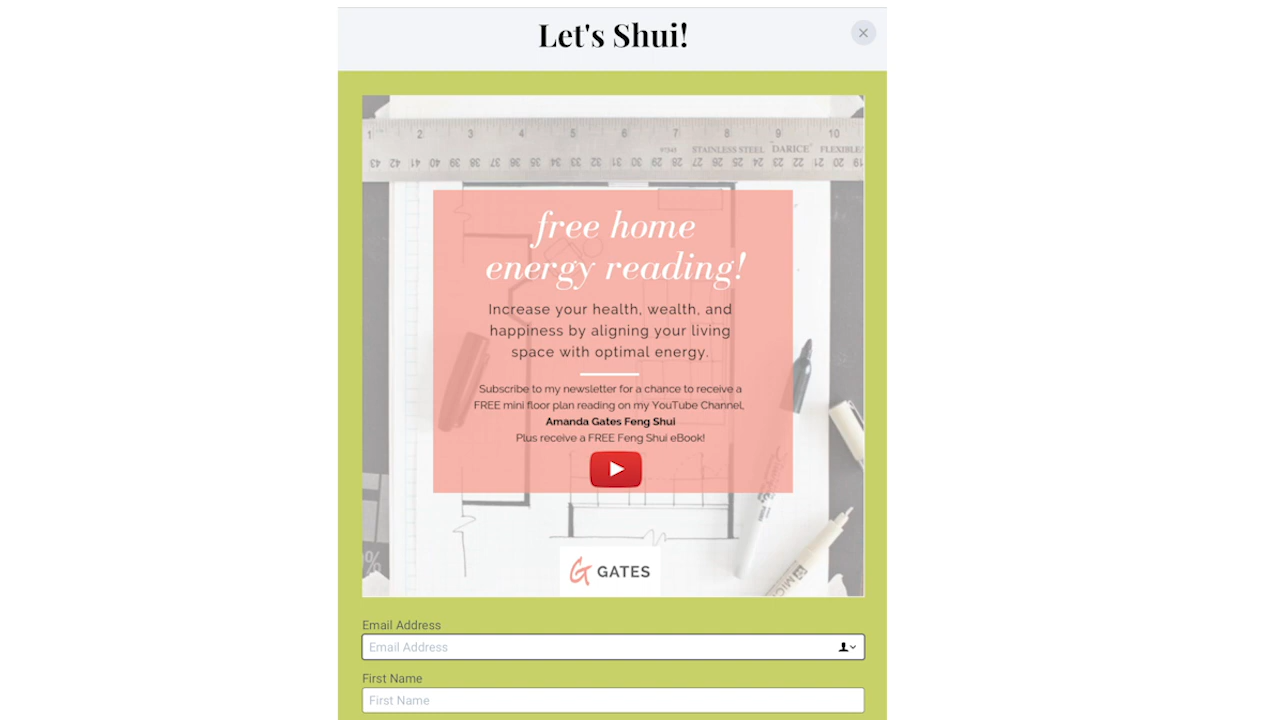 Let's Shui!
1 2 3 4 5 6 7 8 9 10
97343 STAINLESS STEEL "DARICE" FLEXIBLE
43 42 41 40 39 38 37 36 35 34 33 32 31 30 29 28 27 26 25 24 23 22 21 20 19
free home
energy reading!
Increase your health, wealth, and
happiness by aligning your living
space with optimal energy.
Subscribe to my newsletter for a chance to receive a
FREE mini floor plan reading on my YouTube Channel,
Amanda Gates Feng Shui
Plus receive a FREE Feng Shui eBook!
%
G GATES
Email Address
Email Address
First Name
First Name